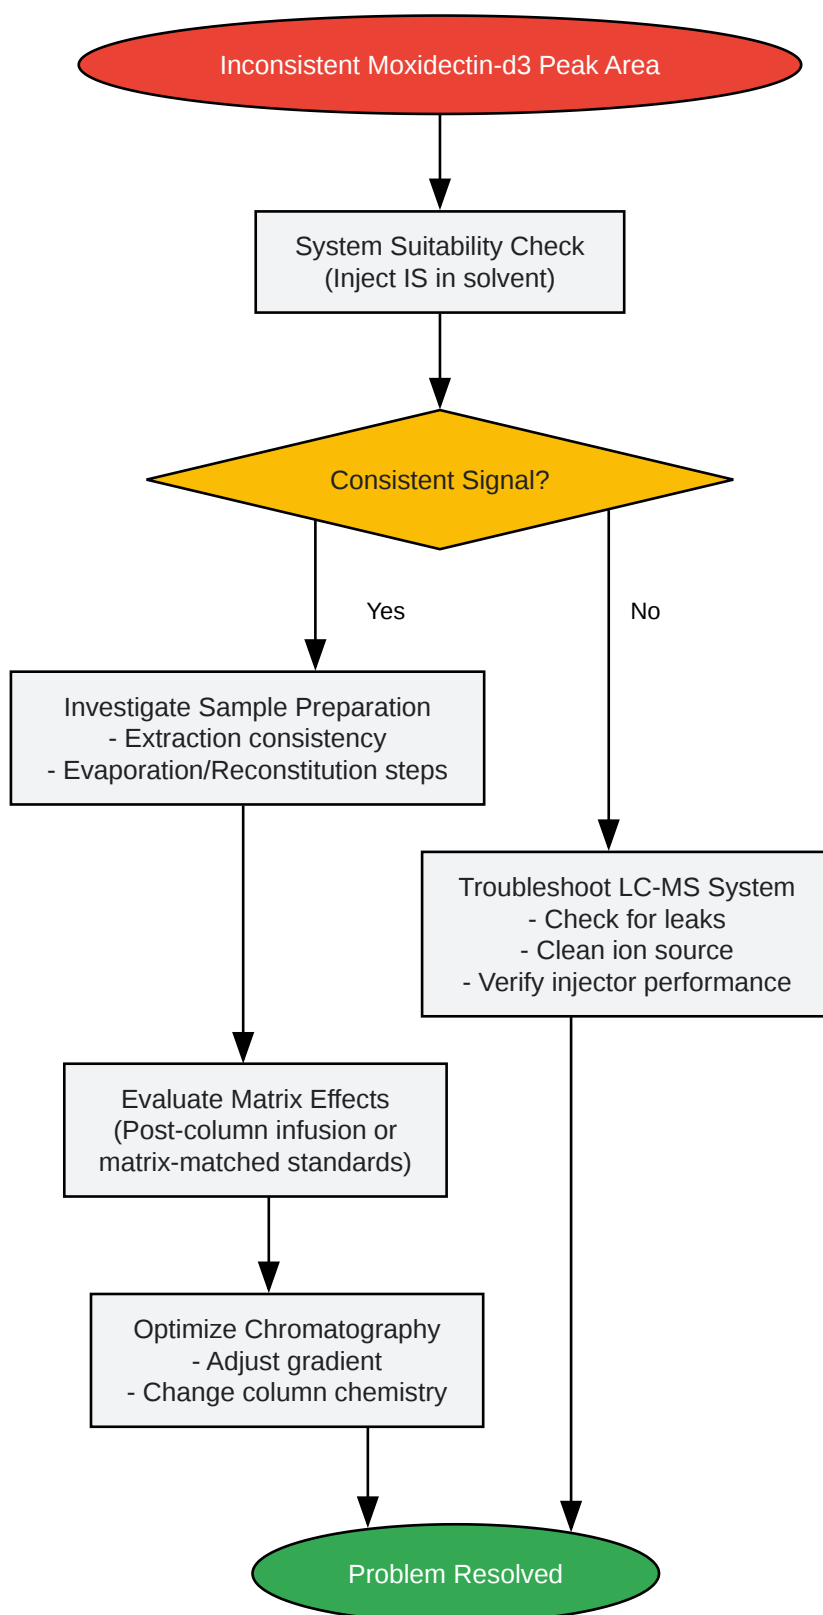 Inconsistent Moxidectin-d3 Peak Area
System Suitability Check
(Inject IS in solvent)
Consistent Signal?
Yes
No
Investigate Sample Preparation
- Extraction consistency
- Evaporation/Reconstitution steps
Troubleshoot LC-MS System
- Check for leaks
- Clean ion source
- Verify injector performance
Evaluate Matrix Effects
(Post-column infusion or
matrix-matched standards)
Optimize Chromatography
- Adjust gradient
- Change column chemistry
Problem Resolved